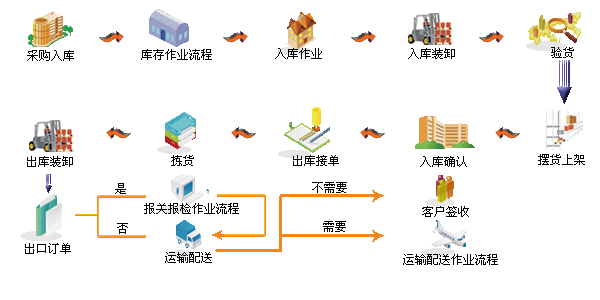 采购入库
库存作业流程
入库作业
入库装卸
验货
出库装卸
拣货
出库接单
入库确认
摆货上架
是
报关报检作业流程
不需要
客户签收
出口订单
否
运输配送
需要
运输配送作业流程